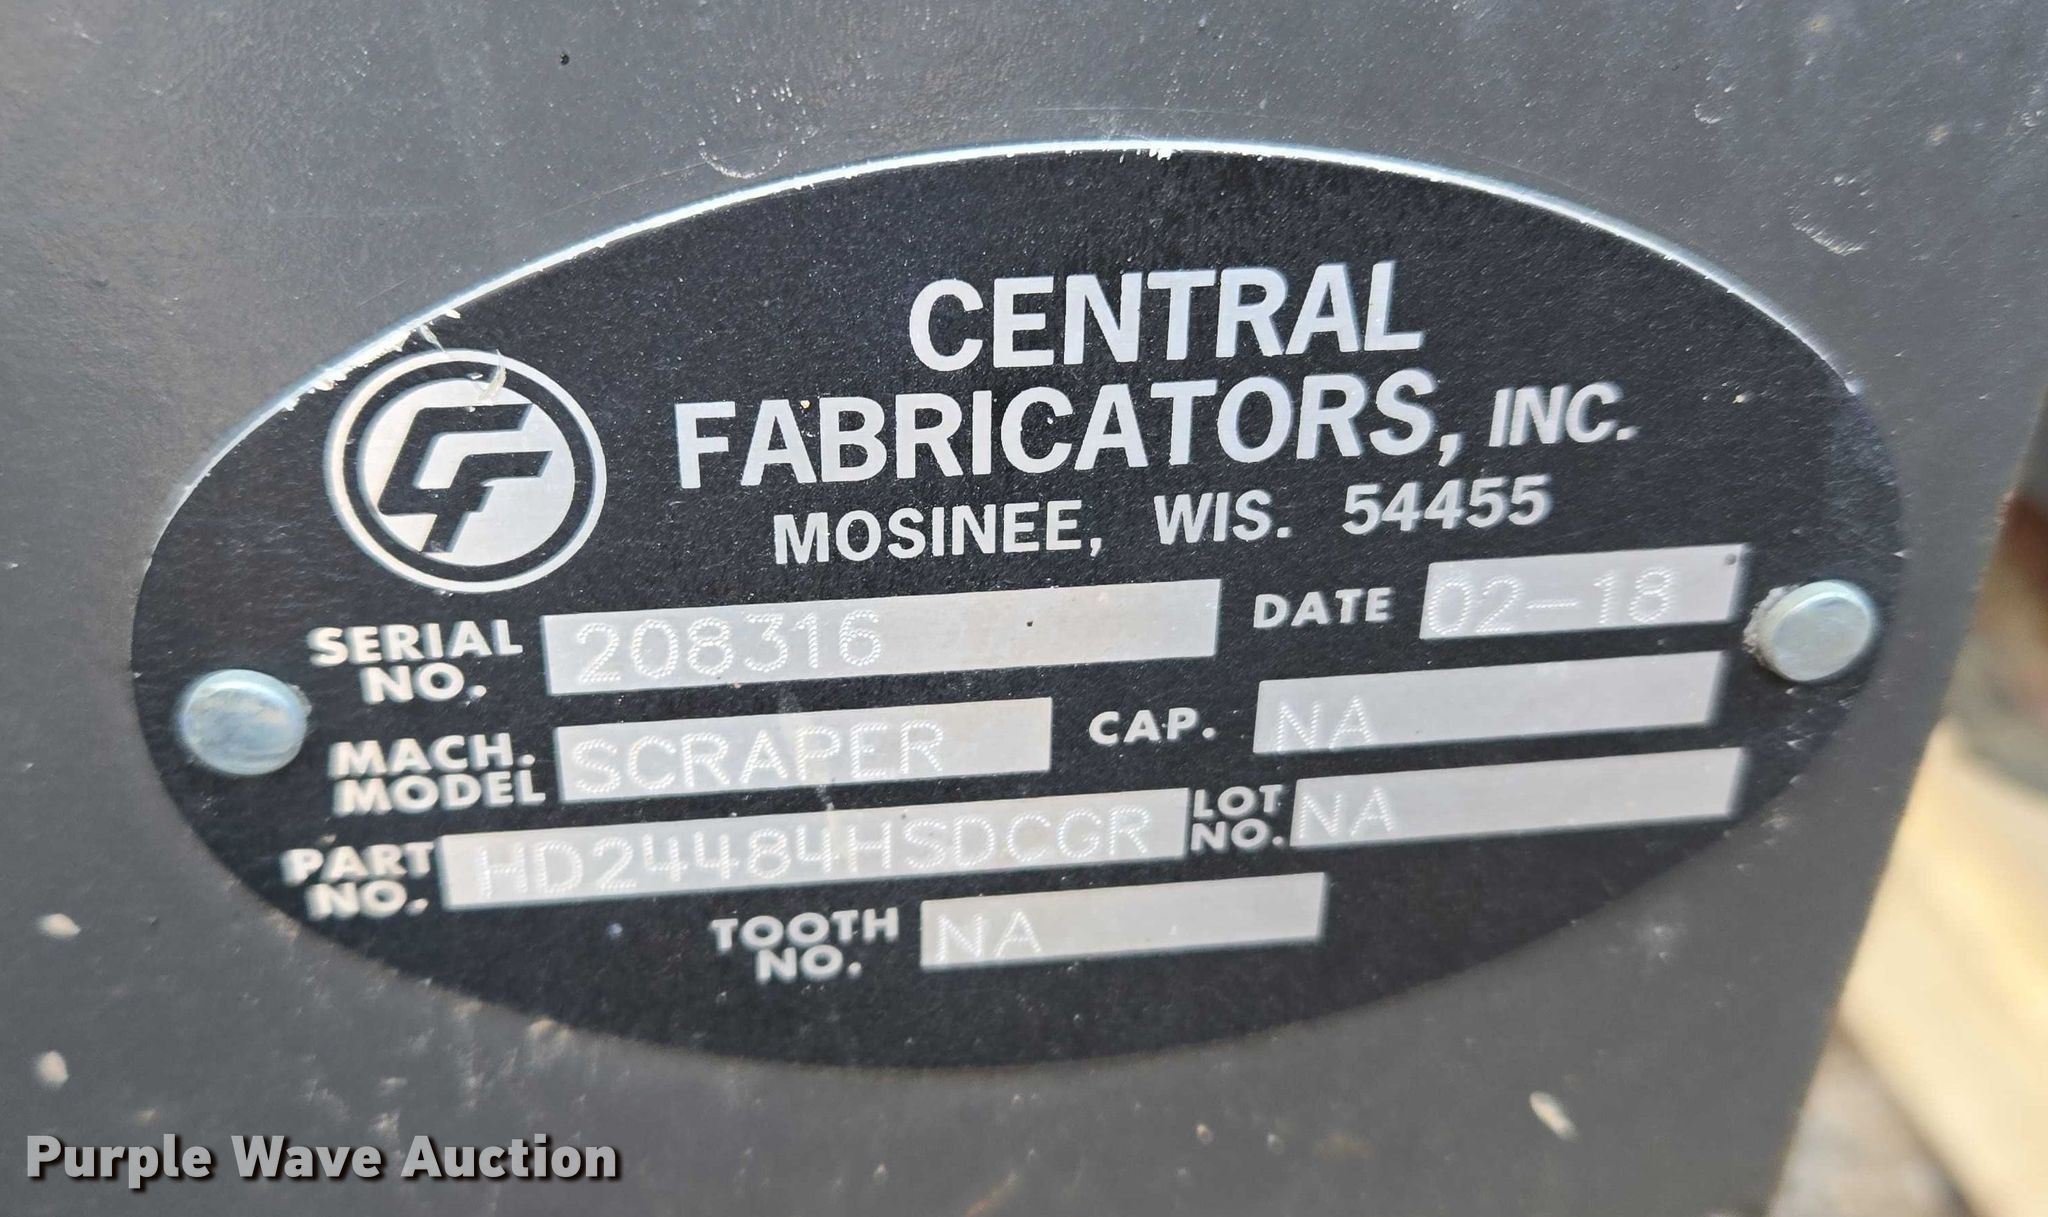 CENTRAL
FABRICATORS, INC.
MOSINEE, WIS. 54455
CF
SERIAL NO. 208316 DATE 02-18
MACH. MODEL SCRAPER CAP. NA
PART NO. HD24484HSDCGR LOT NO. NA
TOOTH NO. NA
Purple Wave Auction